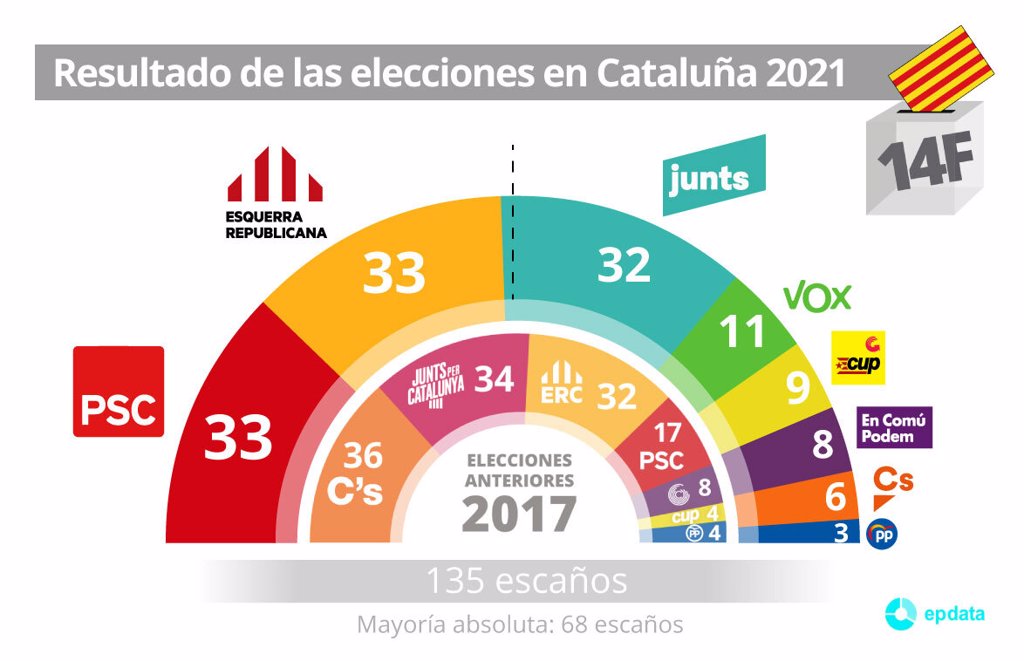 Resultado de las elecciones en Cataluña 2021
14F
ESQUERRA
REPUBLICANA
junts
33
32
VOX
11
cup
PSC
33
9
En Comú
Podem
8
Cs
6
3
PP
JUNTS PER
CATALUNYA
34
ERC
32
36
C's
17
PSC
8
cup 4
PP 4
ELECCIONES
ANTERIORES
2017
135 escaños
Mayoría absoluta: 68 escaños
epdata